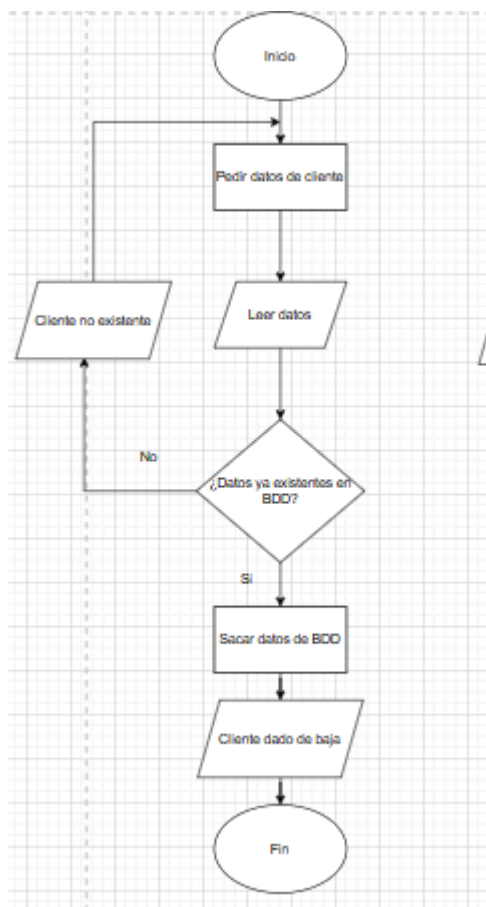 Inicio
Pedir datos de cliente
Cliente no existente
Leer datos
No
¿Datos ya existentes en
BDD?
Si
Sacar datos de BDD
Cliente dado de baja
Fin